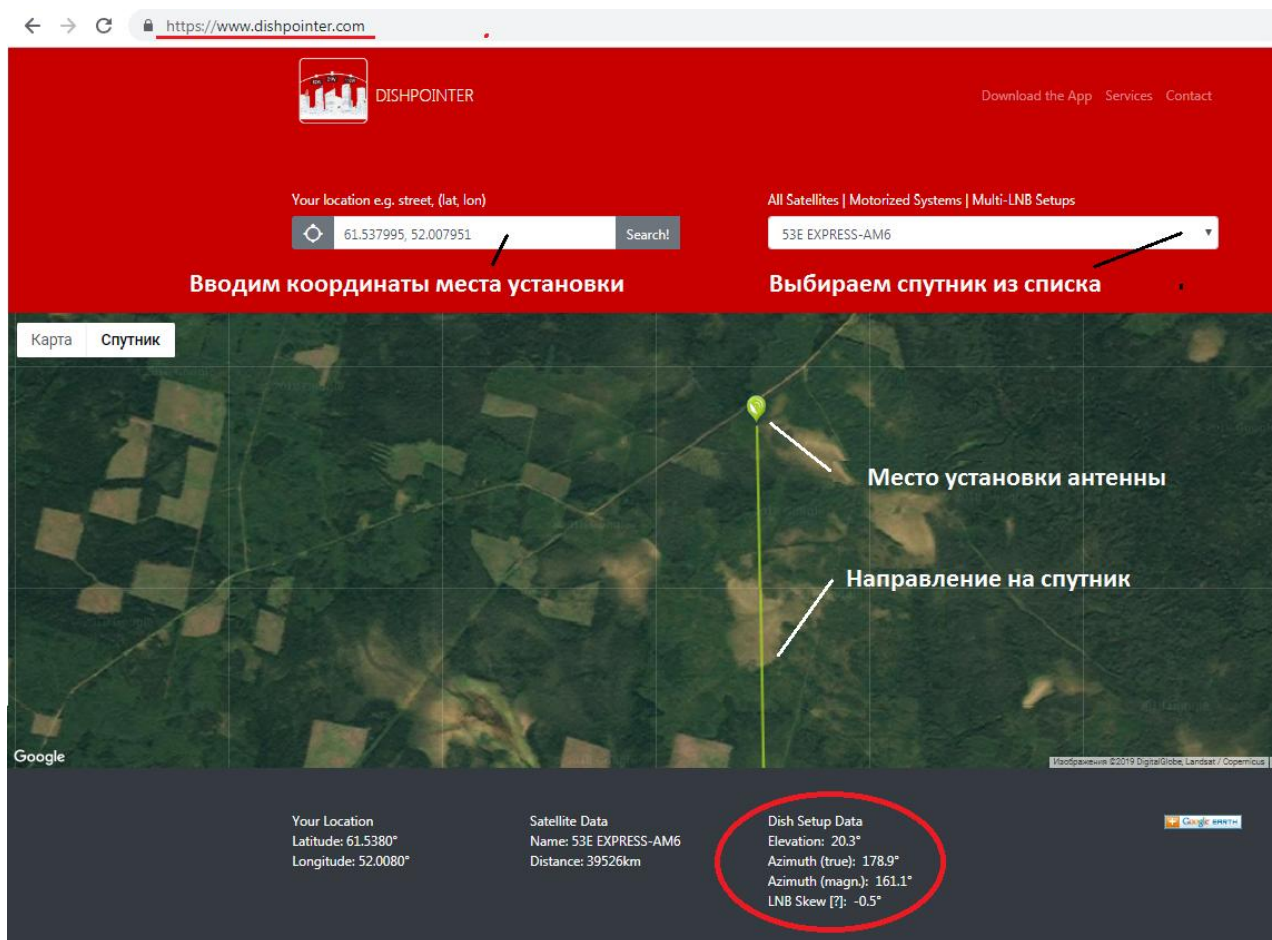 https://www.dishpointer.com
DISHPOINTER
Download the App Services Contact
Your location e.g. street, (lat, lon)
All Satellites | Motorized Systems | Multi-LNB Setups
61.537995, 52.007951
Search!
53E EXPRESS-AM6
Вводим координаты места установки
Выбираем спутник из списка
Карта Спутник
Место установки антенны
Направление на спутник
Google
Изображения ©2019 DigitalGlobe, Landsat / Copernicus
Your Location
Latitude: 61.5380°
Longitude: 52.0080°
Satellite Data
Name: 53E EXPRESS-AM6
Distance: 39526km
Dish Setup Data
Elevation: 20.3°
Azimuth (true): 178.9°
Azimuth (magn.): 161.1°
LNB Skew [?]: -0.5°
Google EARTH